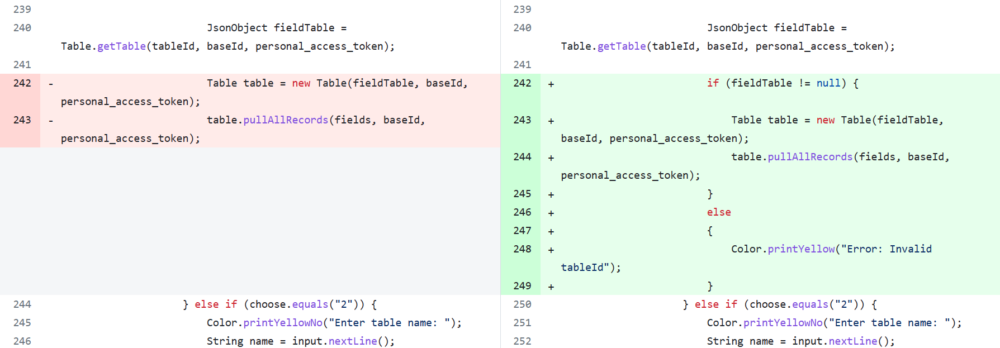 239
240 JsonObject fieldTable =
Table.getTable(tableId, baseId, personal_access_token);
241
242 - Table table = new Table(fieldTable, baseId,
personal_access_token);
243 - table.pullAllRecords(fields, baseId,
personal_access_token);
244 } else if (choose.equals("2")) {
245 Color.printYellowNo("Enter table name: ");
246 String name = input.nextLine();
239
240 JsonObject fieldTable =
Table.getTable(tableId, baseId, personal_access_token);
241
242 + if (fieldTable != null) {
243 + Table table = new Table(fieldTable,
baseId, personal_access_token);
244 + table.pullAllRecords(fields, baseId,
personal_access_token);
245 + }
246 + else
247 + {
248 + Color.printYellow("Error: Invalid
tableId");
249 + }
250 } else if (choose.equals("2")) {
251 Color.printYellowNo("Enter table name: ");
252 String name = input.nextLine();